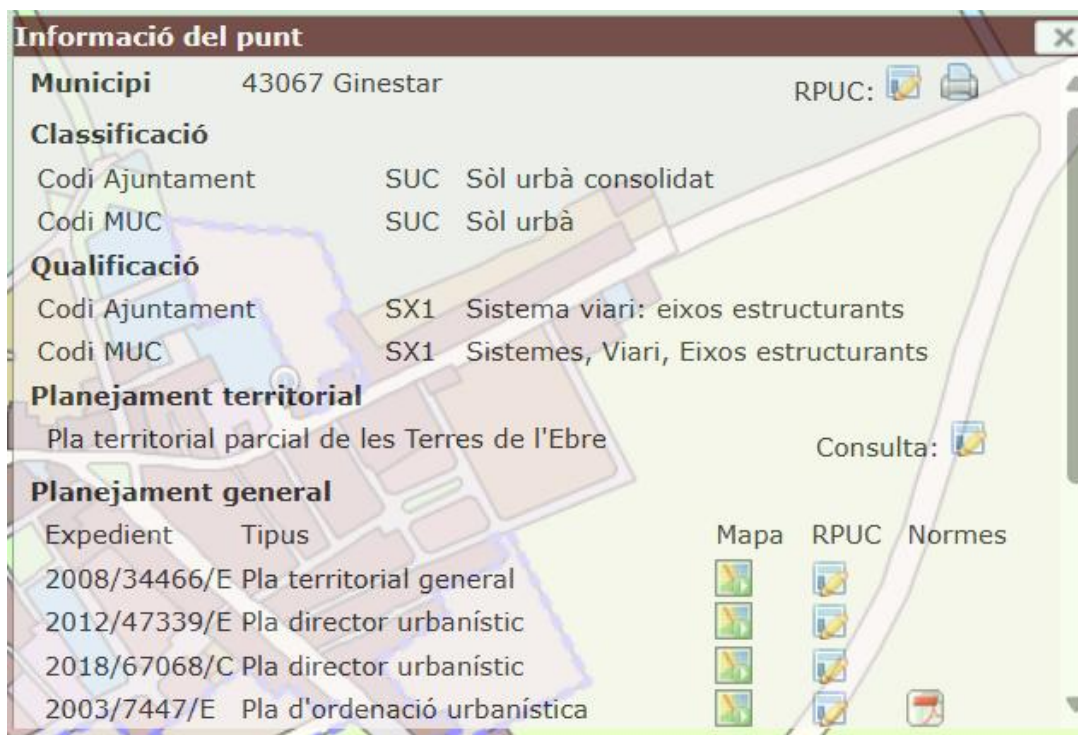 Informació del punt
Municipi 43067 Ginestar RPUC:
Classificació
Codi Ajuntament SUC Sòl urbà consolidat
Codi MUC SUC Sòl urbà
Qualificació
Codi Ajuntament SX1 Sistema viari: eixos estructurants
Codi MUC SX1 Sistemes, Viari, Eixos estructurants
Planejament territorial
Pla territorial parcial de les Terres de l'Ebre Consulta:
Planejament general
Expedient Tipus Mapa RPUC Normes
2008/34466/E Pla territorial general
2012/47339/E Pla director urbanístic
2018/67068/C Pla director urbanístic
2003/7447/E Pla d'ordenació urbanística